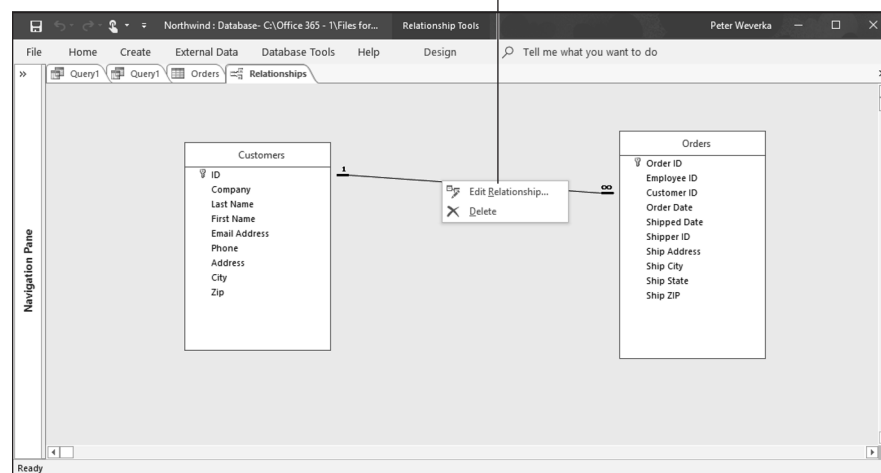 Northwind : Database- C:\Office 365 - 1\Files for... Relationship Tools Peter Weverka
File Home Create External Data Database Tools Help Design Tell me what you want to do
Query1 Query1 Orders Relationships
Navigation Pane
Customers
ID
Company
Last Name
First Name
Email Address
Phone
Address
City
Zip
1
Edit Relationship...
Delete
∞
Orders
Order ID
Employee ID
Customer ID
Order Date
Shipped Date
Shipper ID
Ship Address
Ship City
Ship State
Ship ZIP
Ready